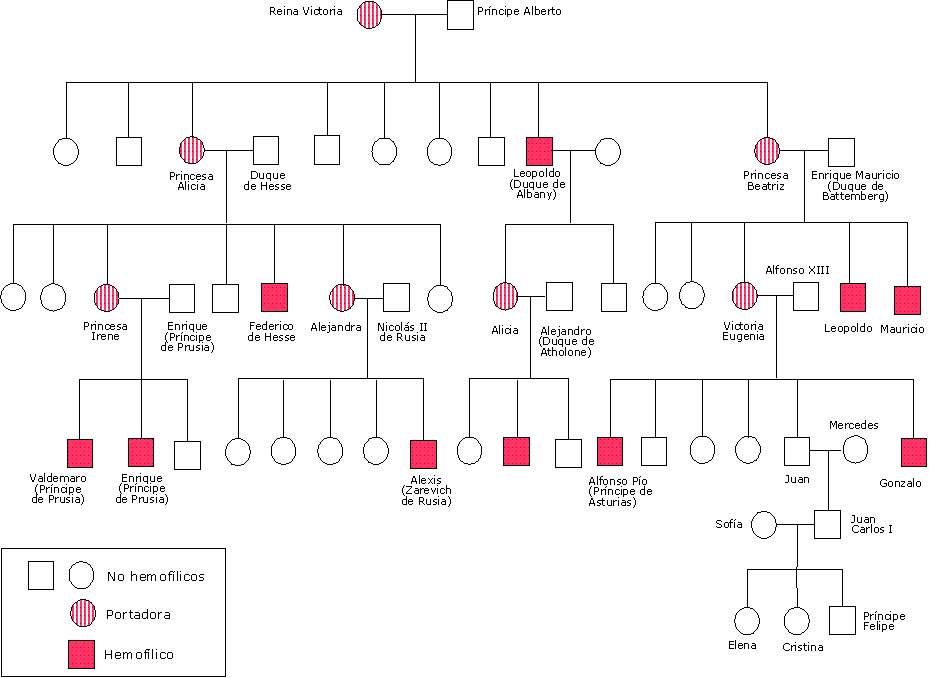 Reina Victoria
Príncipe Alberto
Princesa
Alicia
Duque
de Hesse
Leopoldo
(Duque de
Albany)
Princesa
Beatriz
Enrique Mauricio
(Duque de
Battemberg)
Alfonso XIII
Princesa
Irene
Enrique
(Príncipe
de Prusia)
Federico
de Hesse
Alejandra
Nicolás II
de Rusia
Alicia
Alejandro
(Duque de
Atholone)
Victoria
Eugenia
Leopoldo
Mauricio
Mercedes
Valdemaro
(Príncipe
de Prusia)
Enrique
(Príncipe
de Prusia)
Alexis
(Zarevich
de Rusia)
Alfonso Pío
(Príncipe de
Asturias)
Juan
Gonzalo
Sofía
Juan
Carlos I
Elena
Cristina
Príncipe
Felipe
No hemofílicos
Portadora
Hemofílico